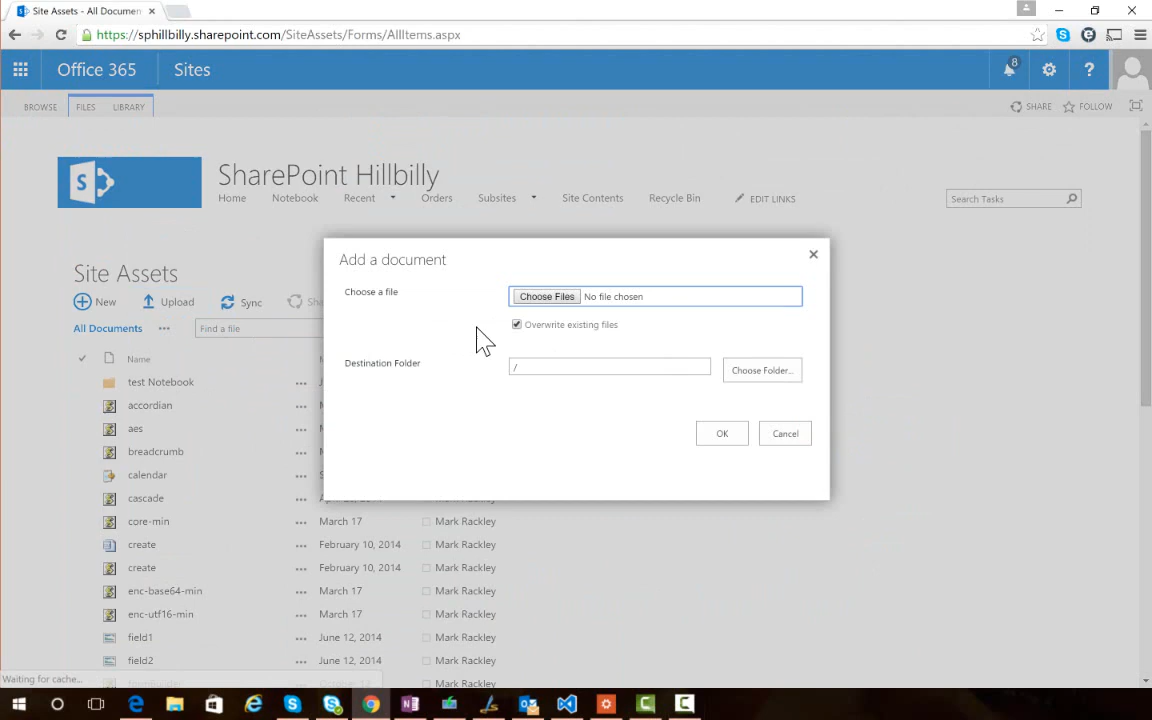 Site Assets - All Documen
https://sphillbilly.sharepoint.com/SiteAssets/Forms/AllItems.aspx
Office 365 Sites 8 ?
BROWSE FILES LIBRARY SHARE FOLLOW
S SharePoint Hillbilly
Home Notebook Recent Orders Subsites Site Contents Recycle Bin EDIT LINKS Search Tasks
Add a document
Site Assets
Choose a file Choose Files No file chosen
New Upload Sync
Overwrite existing files
All Documents ••• Find a file
Name
Destination Folder / Choose Folder...
test Notebook •••
accordian •••
aes •••
OK Cancel
breadcrumb •••
calendar •••
cascade •••
core-min ••• March 17 Mark Rackley
create ••• February 10, 2014 Mark Rackley
create ••• February 10, 2014 Mark Rackley
enc-base64-min ••• March 17 Mark Rackley
enc-utf16-min ••• March 17 Mark Rackley
field1 ••• June 12, 2014 Mark Rackley
field2 ••• June 12, 2014 Mark Rackley
Waiting for cache...
Mark Rackley